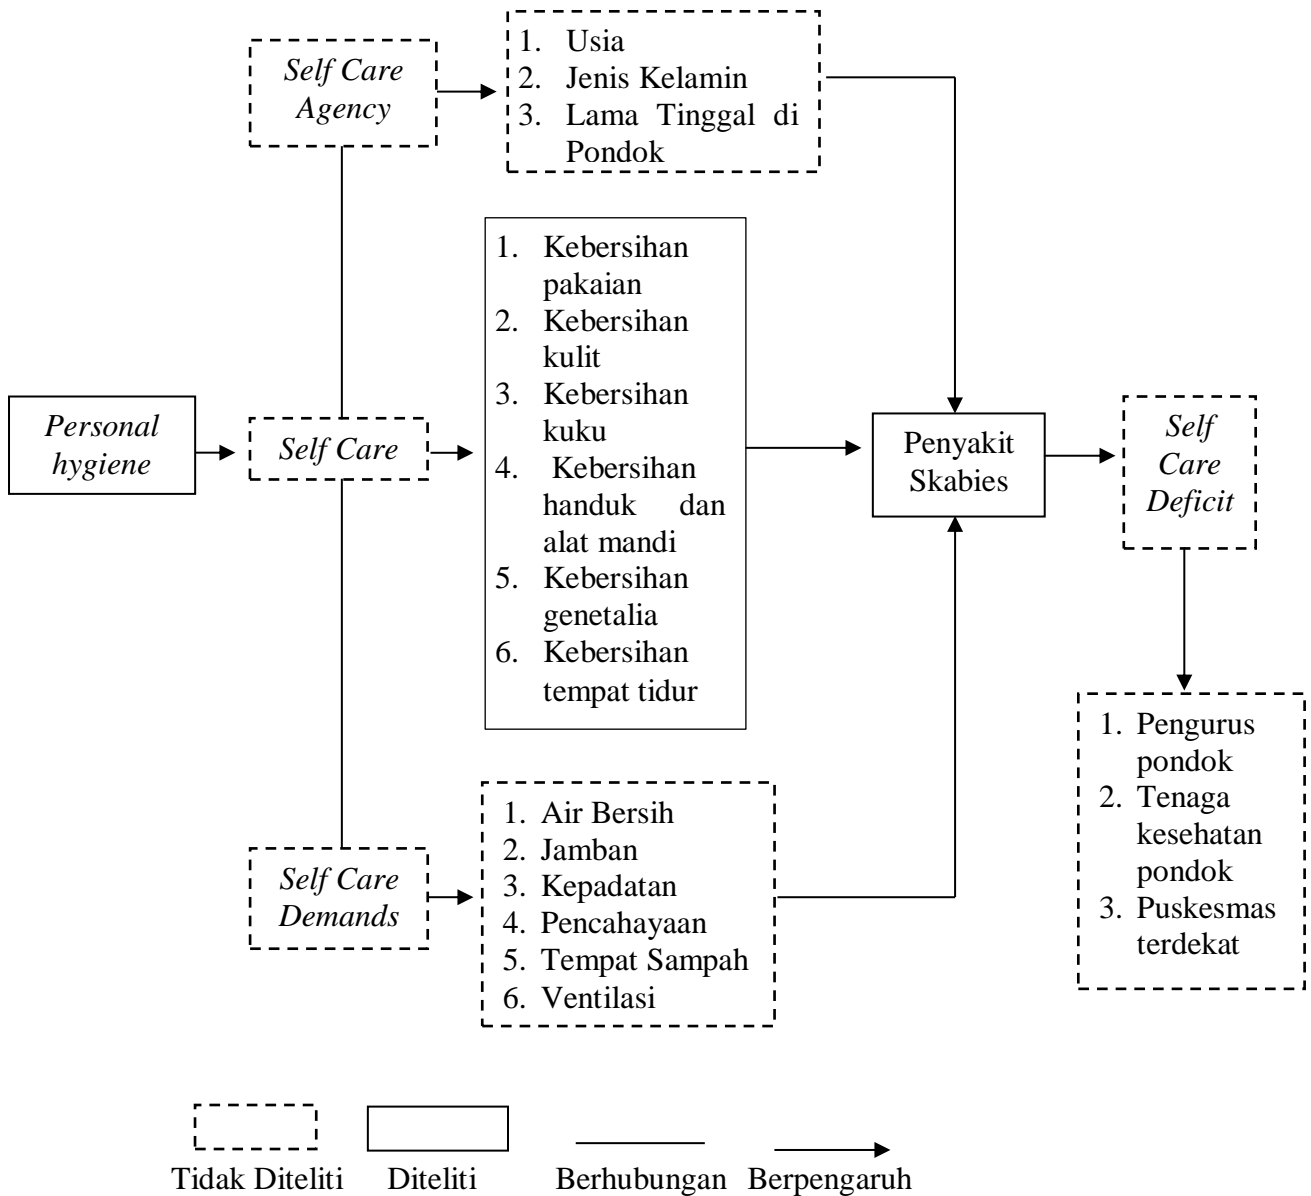 Self Care
Agency
1. Usia
2. Jenis Kelamin
3. Lama Tinggal di
Pondok
Personal
hygiene
Self Care
1. Kebersihan
pakaian
2. Kebersihan
kulit
3. Kebersihan
kuku
4. Kebersihan
handuk dan
alat mandi
5. Kebersihan
genetalia
6. Kebersihan
tempat tidur
Penyakit
Skabies
Self
Care
Deficit
Self Care
Demands
1. Air Bersih
2. Jamban
3. Kepadatan
4. Pencahayaan
5. Tempat Sampah
6. Ventilasi
1. Pengurus
pondok
2. Tenaga
kesehatan
pondok
3. Puskesmas
terdekat
Tidak Diteliti
Diteliti
Berhubungan
Berpengaruh